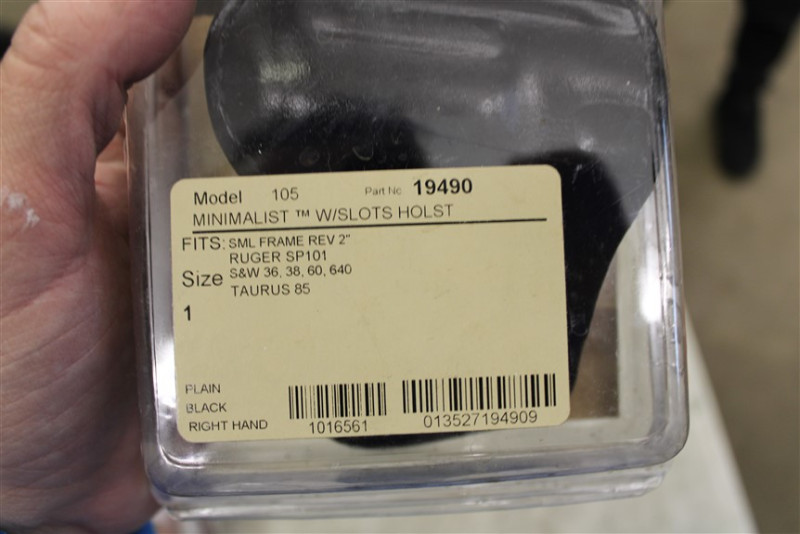 Model 105 Part No 19490
MINIMALIST ™ W/SLOTS HOLST
FITS: SML FRAME REV 2"
RUGER SP101
Size S&W 36, 38, 60, 640
TAURUS 85
1
PLAIN
BLACK
RIGHT HAND
1016561 013527194909